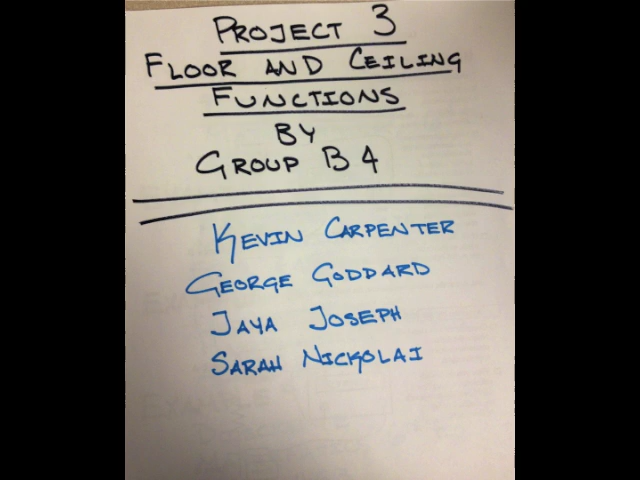 PROJECT 3
FLOOR AND CEILING
FUNCTIONS
BY
GROUP B4
KEVIN CARPENTER
GEORGE GODDARD
JAYA JOSEPH
SARAH NICKOLAI